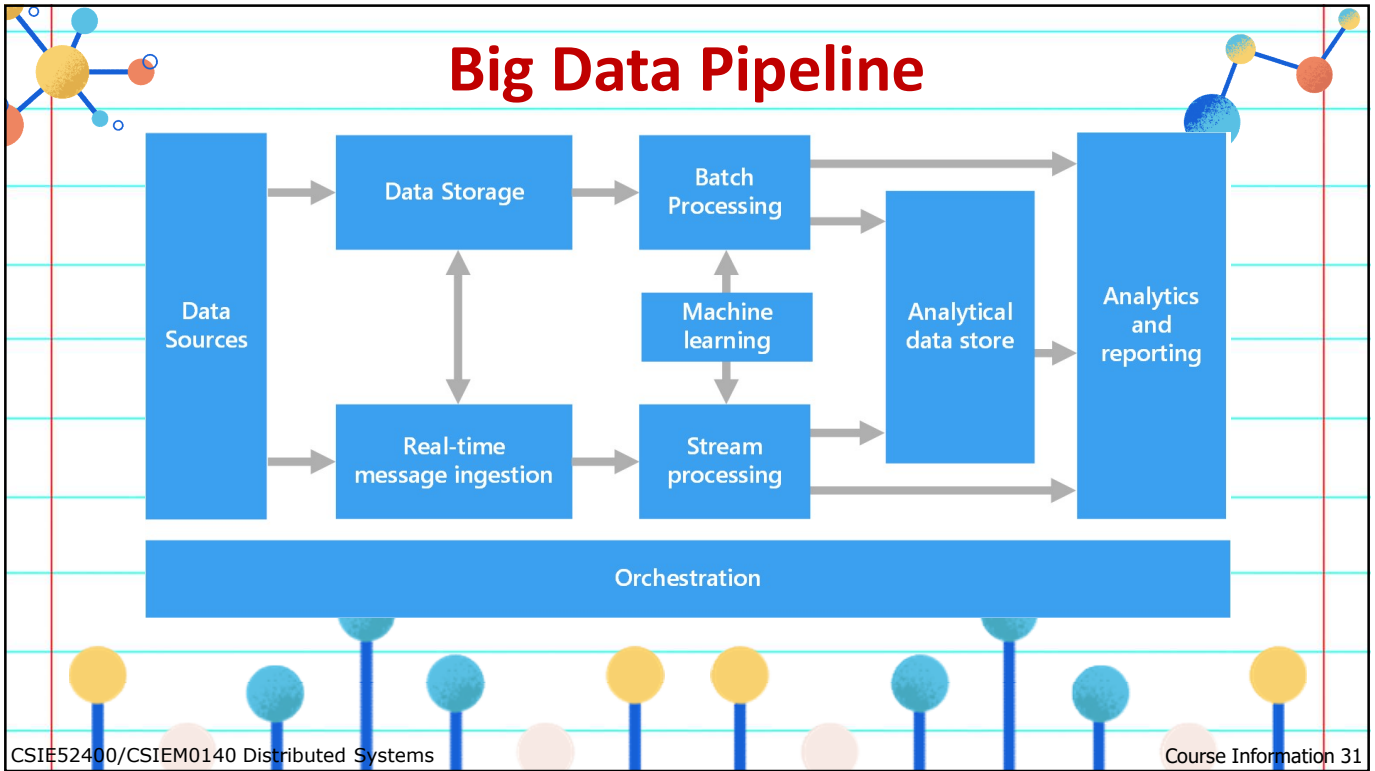 Big Data Pipeline
Data
Sources
Data Storage
Real-time
message ingestion
Batch
Processing
Machine
learning
Stream
processing
Analytical
data store
Analytics
and
reporting
Orchestration
CSIE52400/CSIEM0140 Distributed Systems
Course Information 31